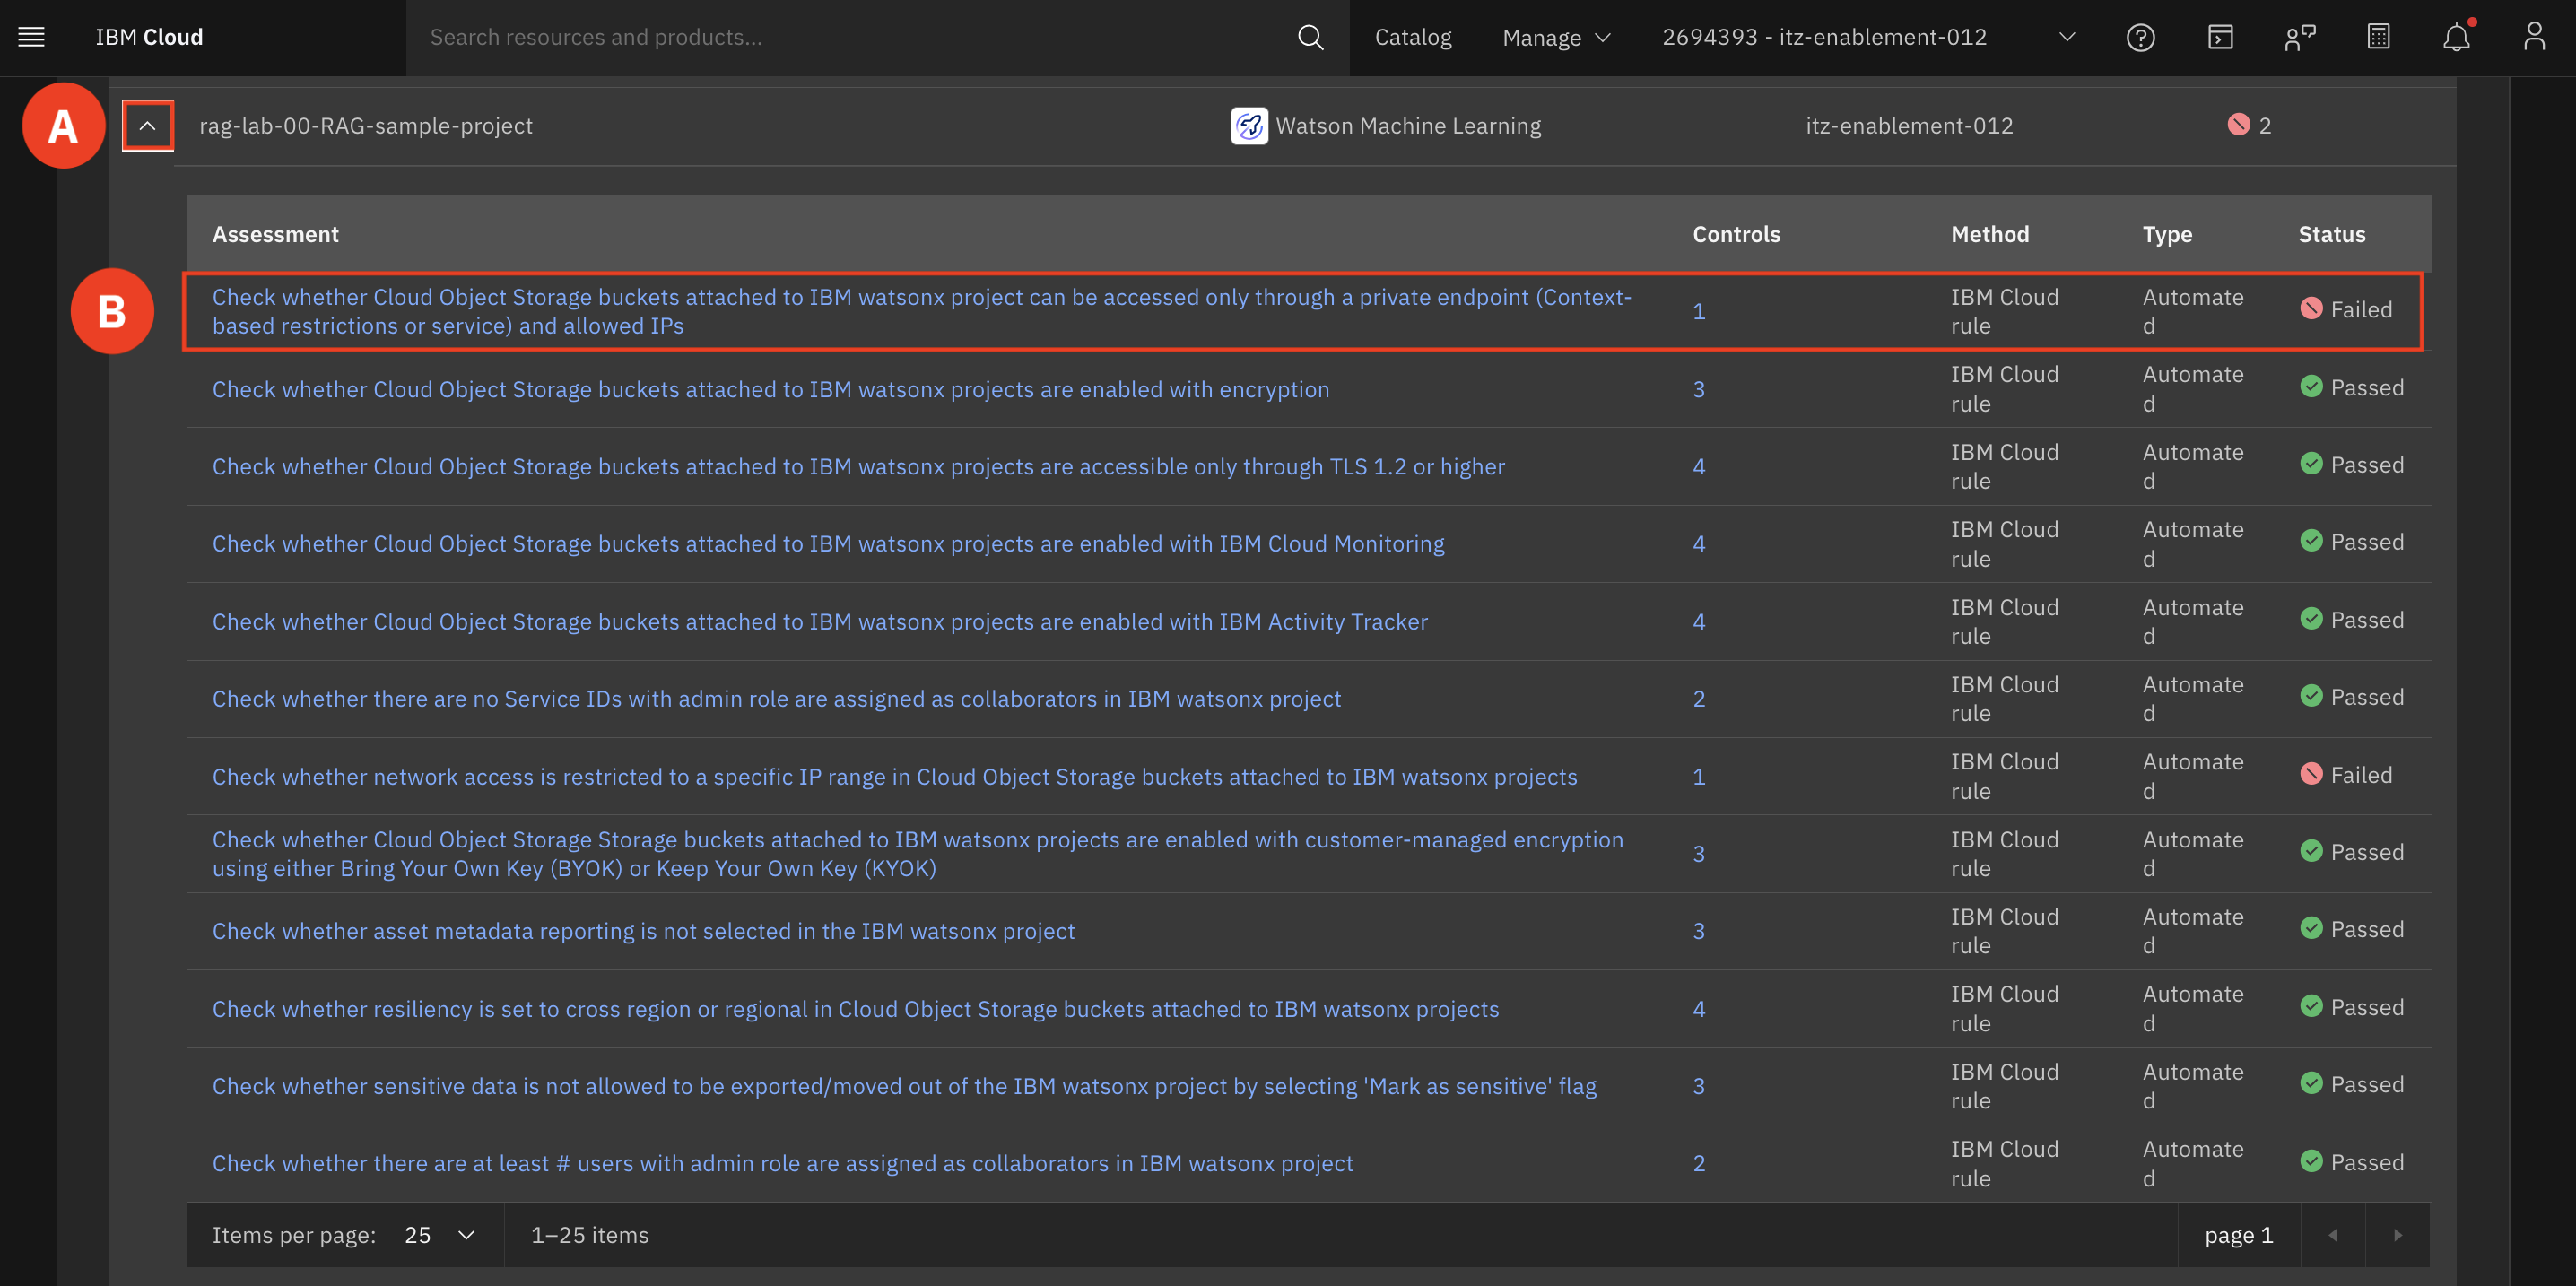 IBM Cloud
Search resources and products...
Catalog
Manage
2694393 - itz-enablement-012
A
rag-lab-00-RAG-sample-project
Watson Machine Learning
itz-enablement-012
2
Assessment
Controls
Method
Type
Status
B
Check whether Cloud Object Storage buckets attached to IBM watsonx project can be accessed only through a private endpoint (Context-
based restrictions or service) and allowed IPs
1
IBM Cloud
rule
Automate
d
Failed
Check whether Cloud Object Storage buckets attached to IBM watsonx projects are enabled with encryption
3
IBM Cloud
rule
Automate
d
Passed
Check whether Cloud Object Storage buckets attached to IBM watsonx projects are accessible only through TLS 1.2 or higher
4
IBM Cloud
rule
Automate
d
Passed
Check whether Cloud Object Storage buckets attached to IBM watsonx projects are enabled with IBM Cloud Monitoring
4
IBM Cloud
rule
Automate
d
Passed
Check whether Cloud Object Storage buckets attached to IBM watsonx projects are enabled with IBM Activity Tracker
4
IBM Cloud
rule
Automate
d
Passed
Check whether there are no Service IDs with admin role are assigned as collaborators in IBM watsonx project
2
IBM Cloud
rule
Automate
d
Passed
Check whether network access is restricted to a specific IP range in Cloud Object Storage buckets attached to IBM watsonx projects
1
IBM Cloud
rule
Automate
d
Failed
Check whether Cloud Object Storage Storage buckets attached to IBM watsonx projects are enabled with customer-managed encryption
using either Bring Your Own Key (BYOK) or Keep Your Own Key (KYOK)
3
IBM Cloud
rule
Automate
d
Passed
Check whether asset metadata reporting is not selected in the IBM watsonx project
3
IBM Cloud
rule
Automate
d
Passed
Check whether resiliency is set to cross region or regional in Cloud Object Storage buckets attached to IBM watsonx projects
4
IBM Cloud
rule
Automate
d
Passed
Check whether sensitive data is not allowed to be exported/moved out of the IBM watsonx project by selecting 'Mark as sensitive' flag
3
IBM Cloud
rule
Automate
d
Passed
Check whether there are at least # users with admin role are assigned as collaborators in IBM watsonx project
2
IBM Cloud
rule
Automate
d
Passed
Items per page:
25
1–25 items
page 1